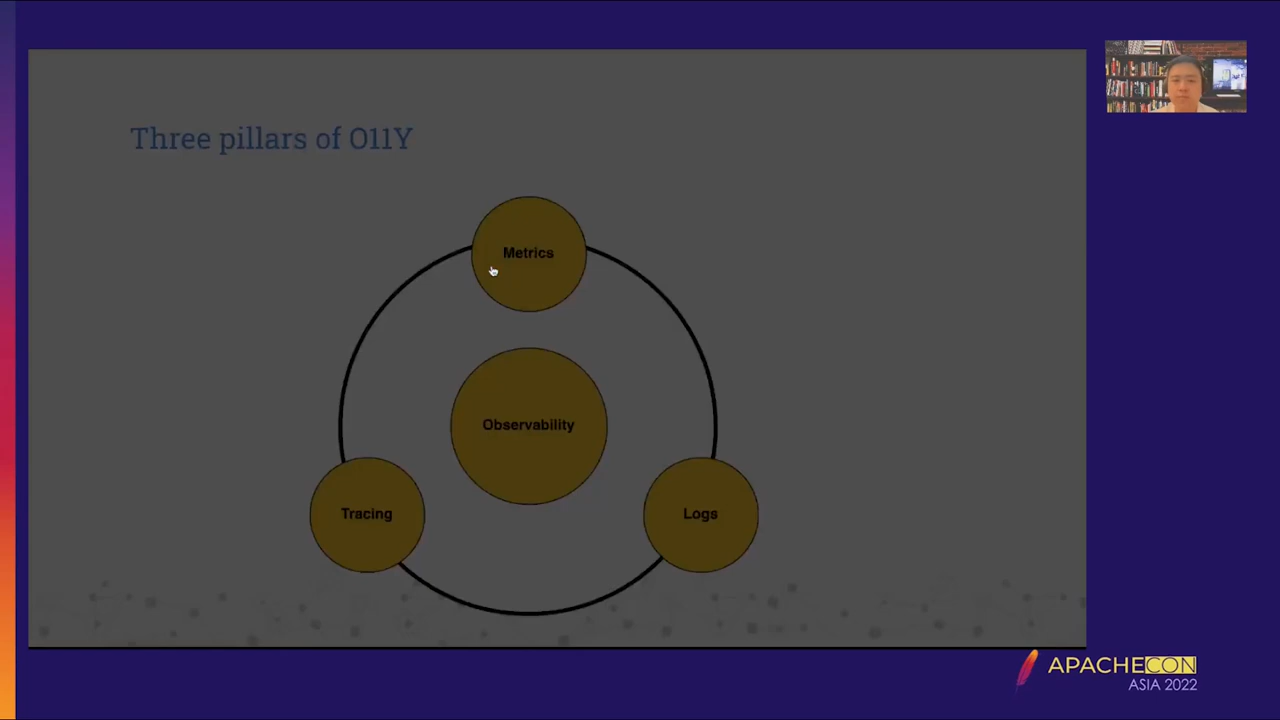 Three pillars of O11Y
Metrics
Observability
Tracing
Logs
APACHECON
ASIA 2022